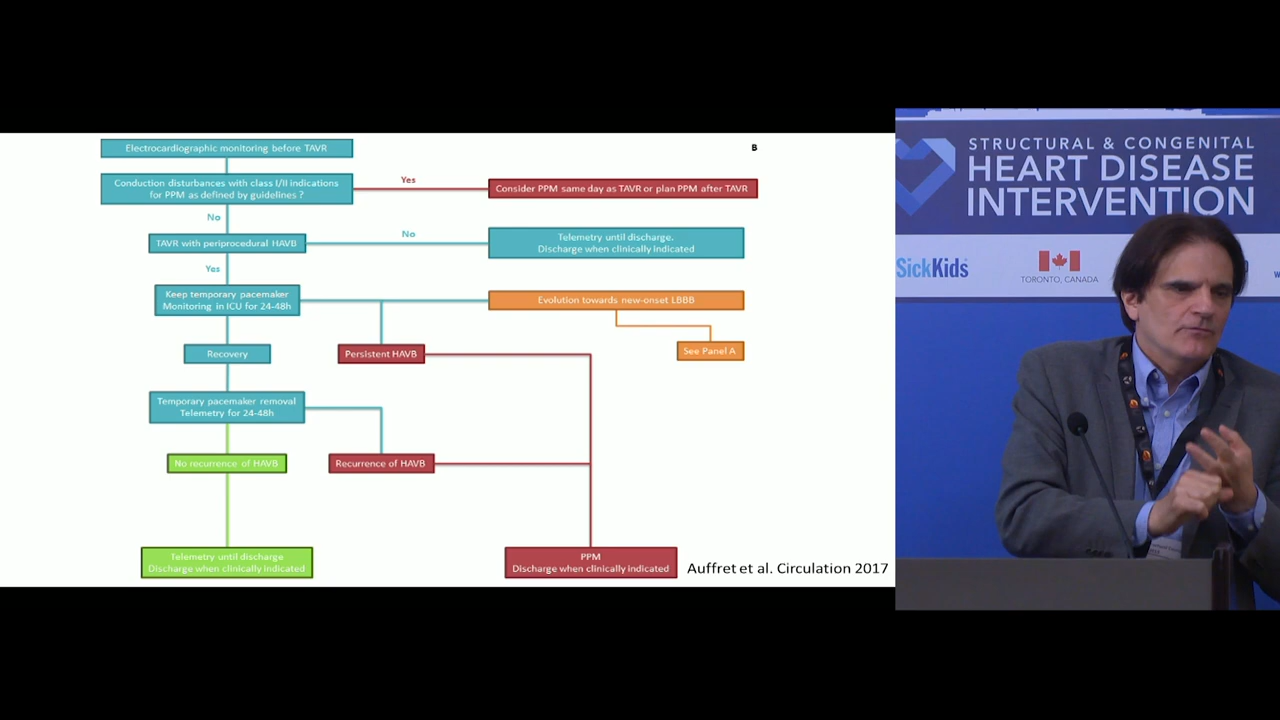 Electrocardiographic monitoring before TAVR
B
Conduction disturbances with class I/II indications
for PPM as defined by guidelines ?
Yes
Consider PPM same day as TAVR or plan PPM after TAVR
No
TAVR with periprocedural HAVB
No
Telemetry until discharge.
Discharge when clinically indicated
Yes
Keep temporary pacemaker
Monitoring in ICU for 24-48h
Evolution towards new-onset LBBB
Recovery
Persistent HAVB
See Panel A
Temporary pacemaker removal
Telemetry for 24-48h
No recurrence of HAVB
Recurrence of HAVB
Telemetry until discharge
Discharge when clinically indicated
PPM
Discharge when clinically indicated
Auffret et al. Circulation 2017
STRUCTURAL & CONGENITAL
HEART DISEASE
INTERVENTION
SickKids
TORONTO, CANADA